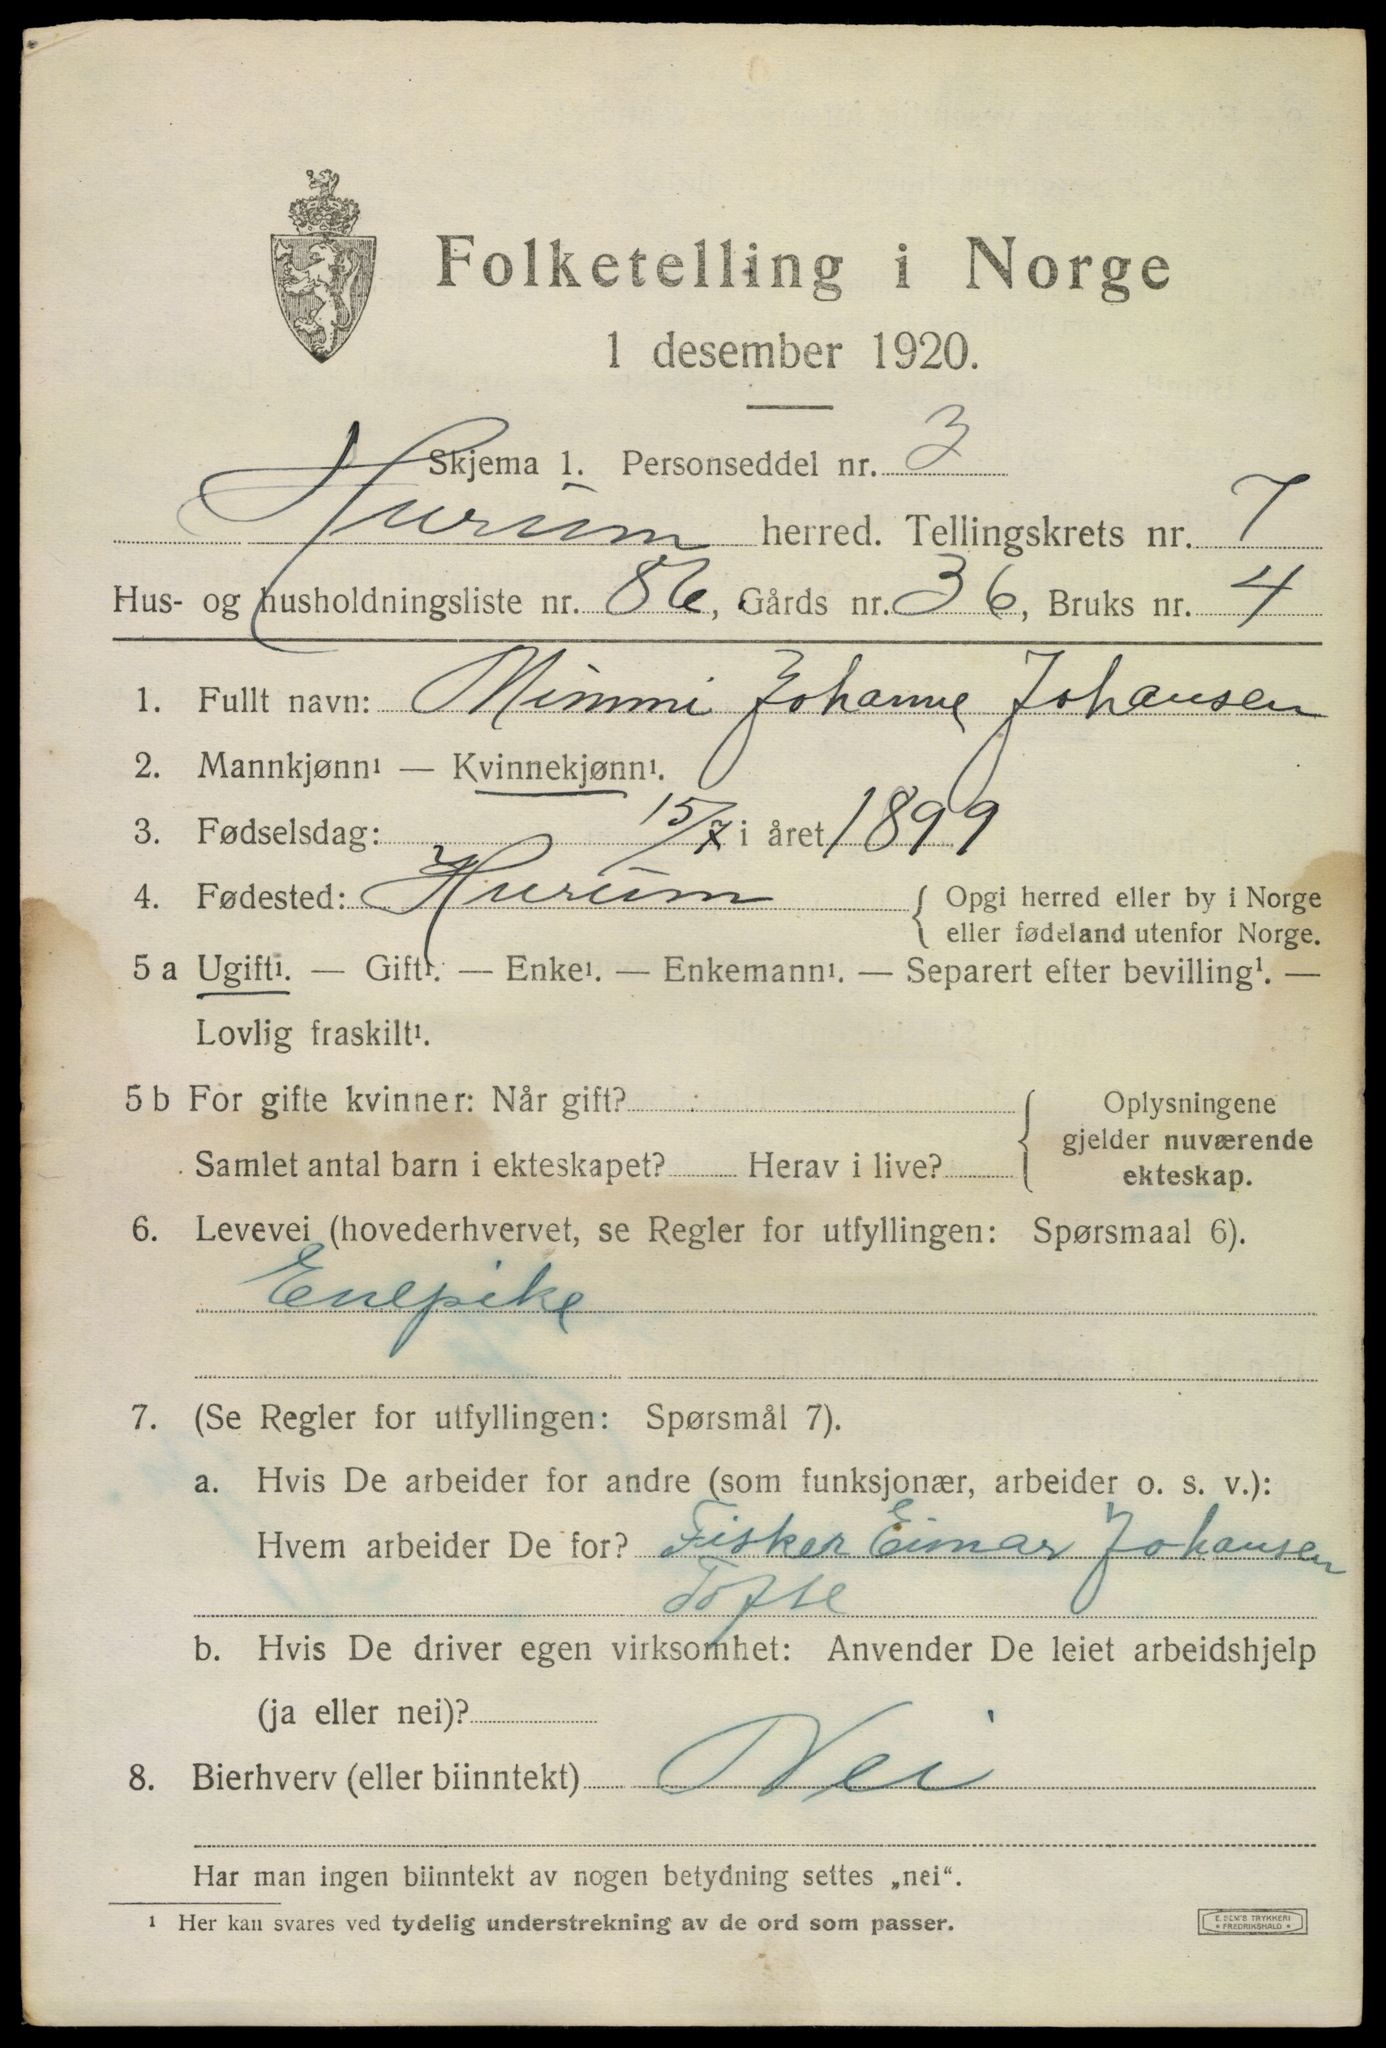 Folketelling i Norge
1 desember 1920.
Skjema 1. Personseddel nr. 3
Hurum herred. Tellingskrets nr. 7
Hus- og husholdningsliste nr. 86, Gårds nr. 36, Bruks nr. 4
1. Fullt navn: Mimmi Johanne Johansen
2. Mannkjønn¹ — Kvinnekjønn¹.
3. Fødselsdag: 15/7 i året 1899
4. Fødested: Hurum { Opgi herred eller by i Norge
eller fødeland utenfor Norge.
5 a Ugift¹. — Gift¹. — Enke¹. — Enkemann¹. — Separert efter bevilling¹. —
Lovlig fraskilt¹.
5 b For gifte kvinner: Når gift? { Oplysningene
gjelder nuværende
Samlet antal barn i ekteskapet? Herav i live?
ekteskap.
6. Levevei (hovederhvervet, se Regler for utfyllingen: Spørsmaal 6).
Enepike
7. (Se Regler for utfyllingen: Spørsmål 7).
a. Hvis De arbeider for andre (som funksjonær, arbeider o. s. v.):
Hvem arbeider De for? Fisker Eimar Johansen
Tofte
b. Hvis De driver egen virksomhet: Anvender De leiet arbeidshjelp
(ja eller nei)?
8. Bierhverv (eller biinntekt) Nei
Har man ingen biinntekt av nogen betydning settes „nei“.
¹ Her kan svares ved tydelig understrekning av de ord som passer.
E. SEM'S TRYKKERI
• FREDRIKSHALD •